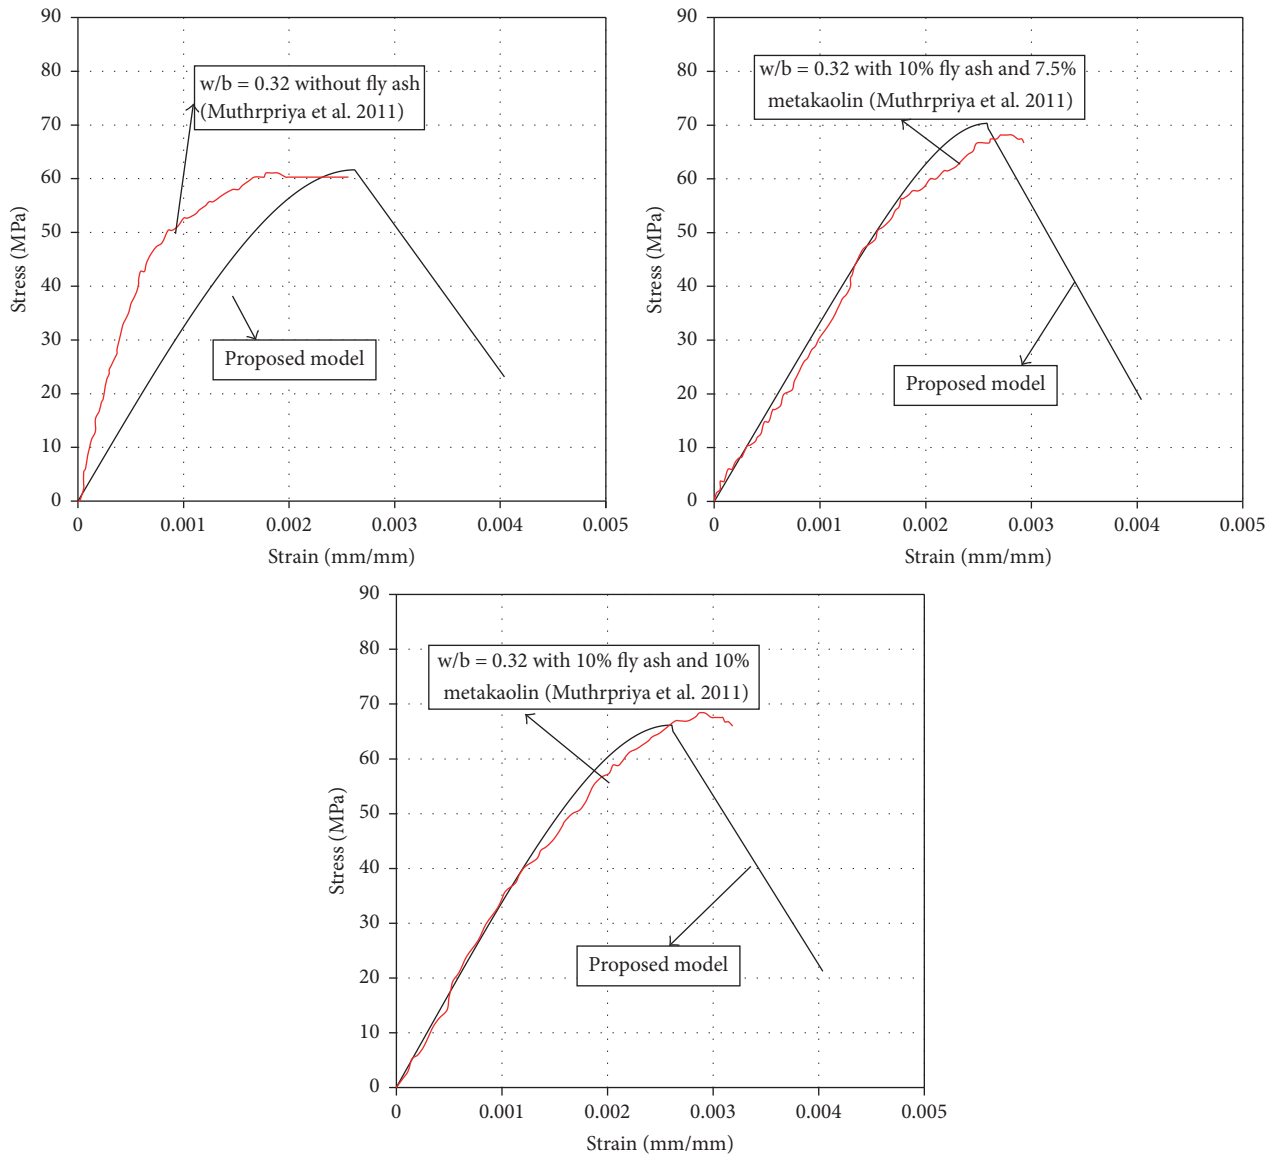 90
80
70
60
50
40
30
20
10
0
Stress (MPa)
w/b = 0.32 without fly ash
(Muthrpriya et al. 2011)
Proposed model
0 0.001 0.002 0.003 0.004 0.005
Strain (mm/mm)
90
80
70
60
50
40
30
20
10
0
Stress (MPa)
w/b = 0.32 with 10% fly ash and 7.5%
metakaolin (Muthrpriya et al. 2011)
Proposed model
0 0.001 0.002 0.003 0.004 0.005
Strain (mm/mm)
90
80
70
60
50
40
30
20
10
0
Stress (MPa)
w/b = 0.32 with 10% fly ash and 10%
metakaolin (Muthrpriya et al. 2011)
Proposed model
0 0.001 0.002 0.003 0.004 0.005
Strain (mm/mm)